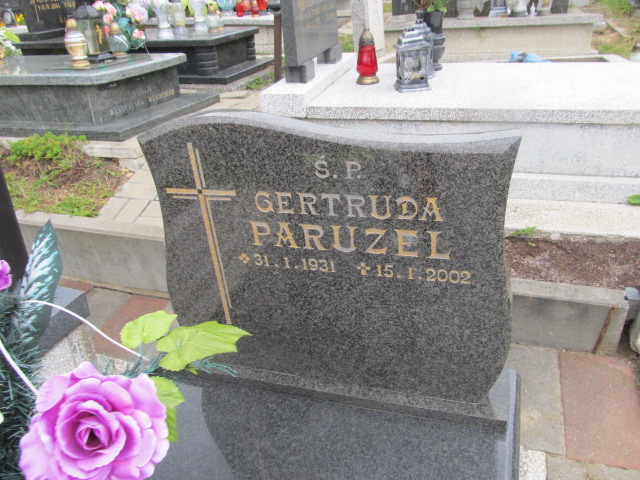 Ś.P.
GERTRUDA
PARUZEL
*31.1.1931 +15.1.2002